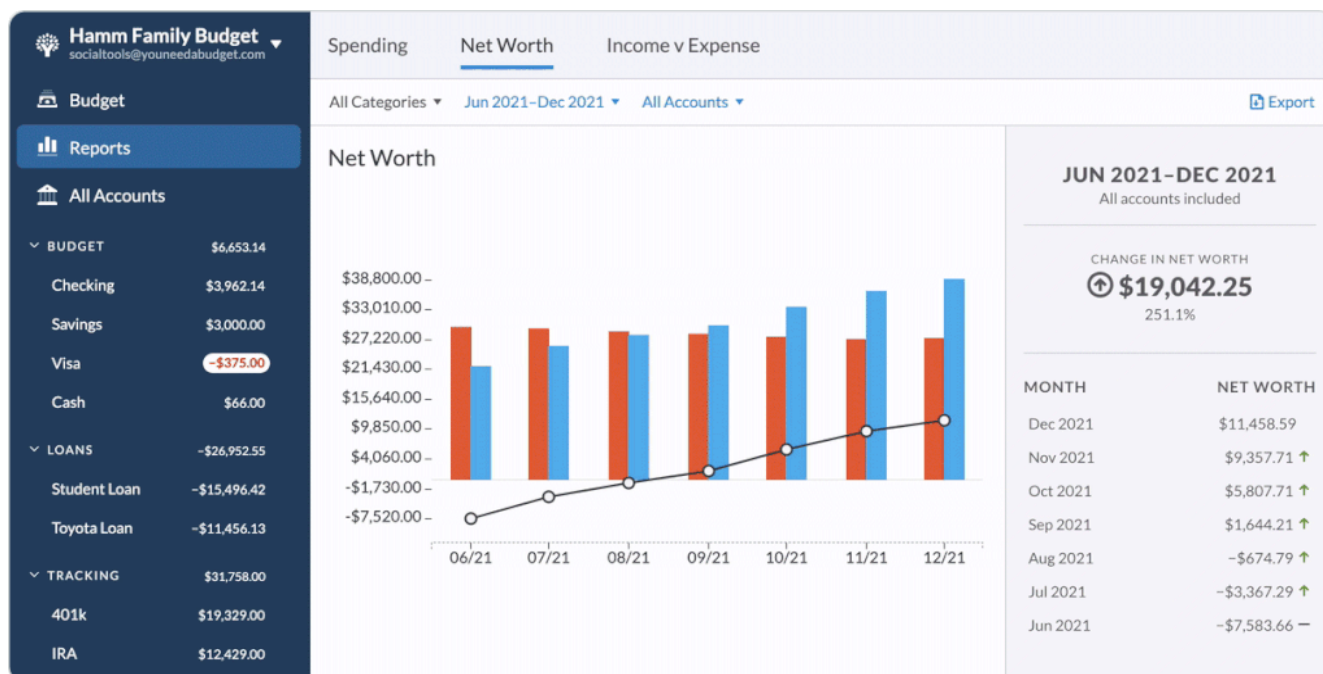 Hamm Family Budget
socialtools@youneedabudget.com
Budget
Reports
All Accounts
BUDGET $6,653.14
Checking $3,962.14
Savings $3,000.00
Visa -$375.00
Cash $66.00
LOANS -$26,952.55
Student Loan -$15,496.42
Toyota Loan -$11,456.13
TRACKING $31,758.00
401k $19,329.00
IRA $12,429.00
Spending Net Worth Income v Expense
All Categories Jun 2021–Dec 2021 All Accounts Export
Net Worth
$38,800.00
$33,010.00
$27,220.00
$21,430.00
$15,640.00
$9,850.00
$4,060.00
-$1,730.00
-$7,520.00
06/21 07/21 08/21 09/21 10/21 11/21 12/21
JUN 2021–DEC 2021
All accounts included
CHANGE IN NET WORTH
$19,042.25
251.1%
MONTH NET WORTH
Dec 2021 $11,458.59
Nov 2021 $9,357.71
Oct 2021 $5,807.71
Sep 2021 $1,644.21
Aug 2021 -$674.79
Jul 2021 -$3,367.29
Jun 2021 -$7,583.66